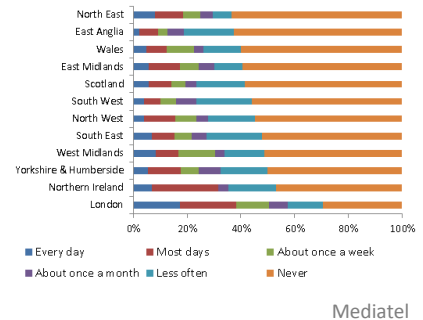 North East
East Anglia
Wales
East Midlands
Scotland
South West
North West
South East
West Midlands
Yorkshire & Humberside
Northern Ireland
London
0% 20% 40% 60% 80% 100%
Every day Most days About once a week
About once a month Less often Never
Mediatel